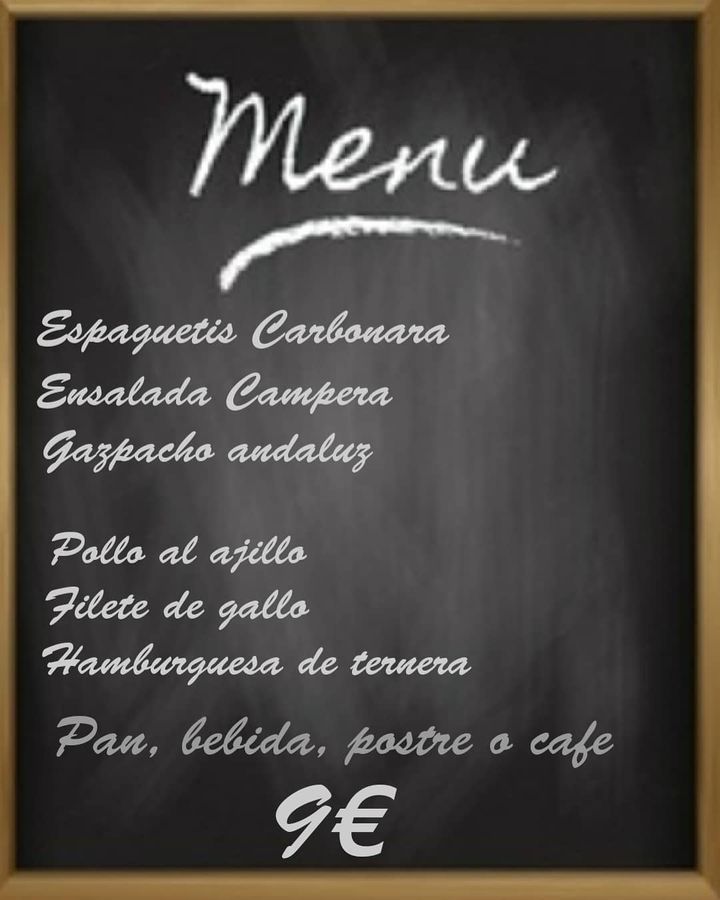 Menu
Espaguetis Carbonara
Ensalada Campera
Gazpacho andaluz
Pollo al ajillo
Filete de gallo
Hamburguesa de ternera
Pan, bebida, postre o cafe
9€